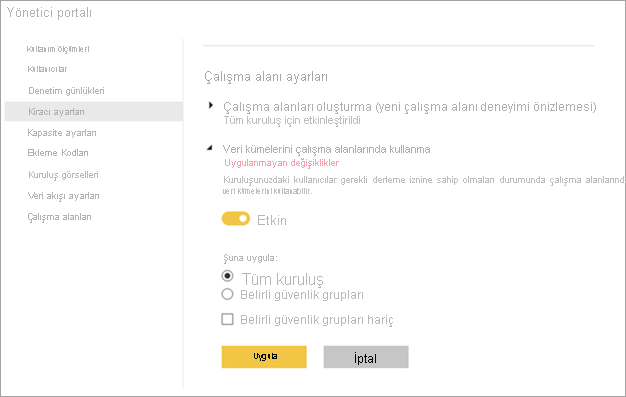 Yönetici portalı
Kullanım ölçümleri
Kullanıcılar
Denetim günlükleri
Kiracı ayarları
Kapasite ayarları
Ekleme Kodları
Kuruluş görselleri
Veri akışı ayarları
Çalışma alanları
Çalışma alanı ayarları
Çalışma alanları oluşturma (yeni çalışma alanı deneyimi önizlemesi)
Tüm kuruluş için etkinleştirildi
Veri kümelerini çalışma alanlarında kullanma
Uygulanmayan değişiklikler
Kuruluşunuzdaki kullanıcılar gerekli derleme iznine sahip olmaları durumunda çalışma alanlarınd
veri kümelerini kullanabilir.
Etkin
Şuna uygula:
Tüm kuruluş
Belirli güvenlik grupları
Belirli güvenlik grupları hariç
Uygula
İptal